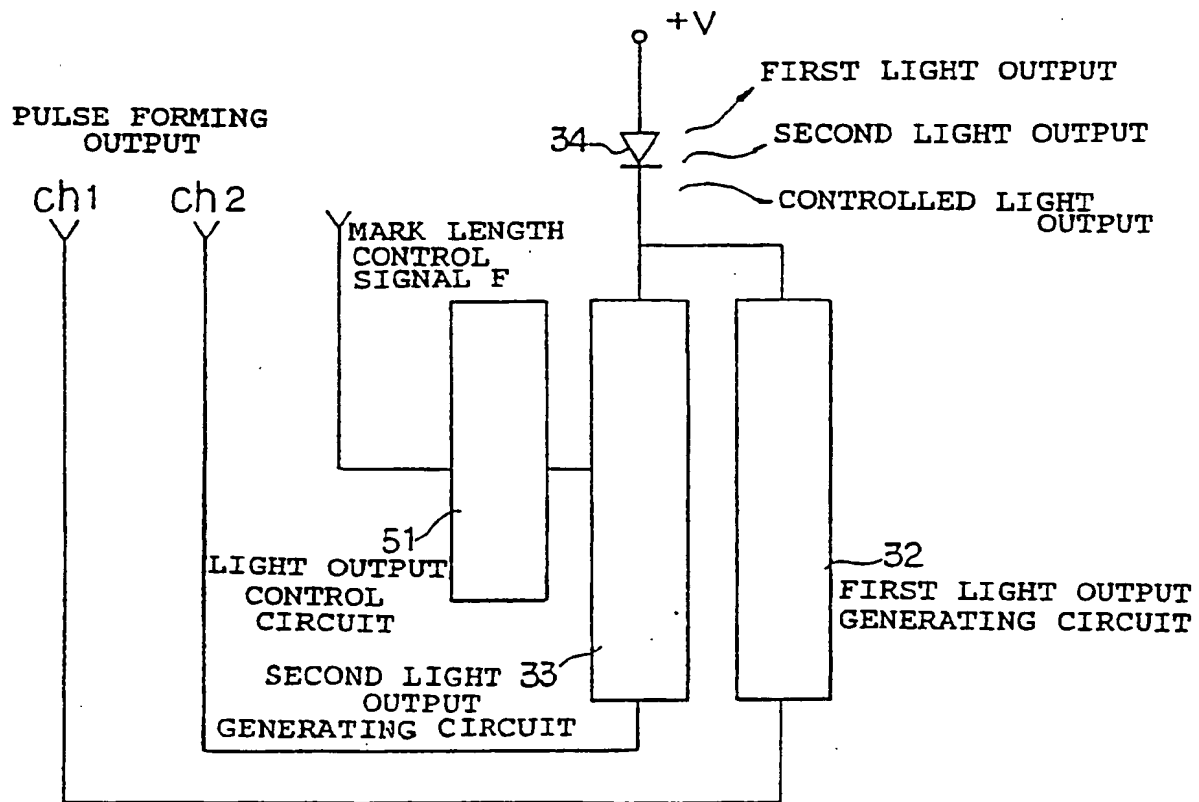 +V
FIRST LIGHT OUTPUT
SECOND LIGHT OUTPUT
CONTROLLED LIGHT
OUTPUT
34
PULSE FORMING
OUTPUT
Ch1
Ch2
MARK LENGTH
CONTROL
SIGNAL F
51
LIGHT OUTPUT
CONTROL
CIRCUIT
32
FIRST LIGHT OUTPUT
GENERATING CIRCUIT
SECOND LIGHT 33
OUTPUT
GENERATING CIRCUIT